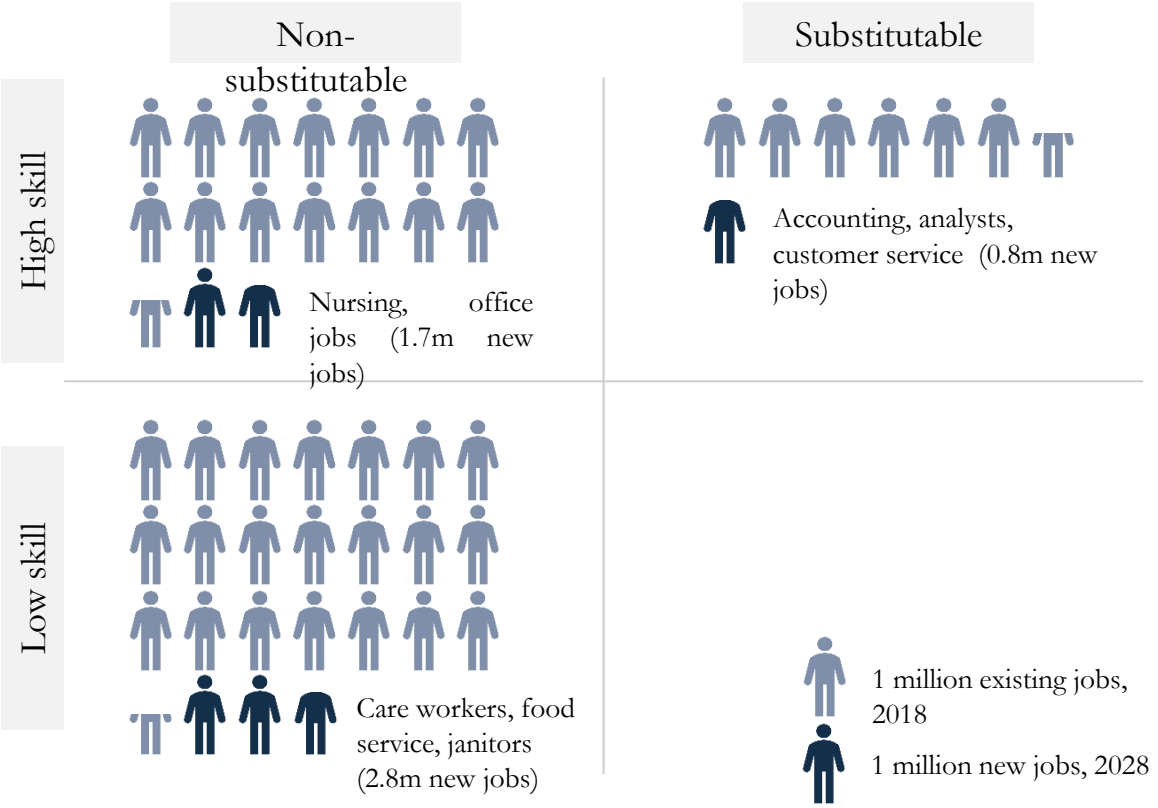 Non-
substitutable
Substitutable
High skill
Accounting, analysts,
customer service (0.8m new
jobs)
Nursing, office
jobs (1.7m new
jobs)
Low skill
Care workers, food
service, janitors
(2.8m new jobs)
1 million existing jobs,
2018
1 million new jobs, 2028